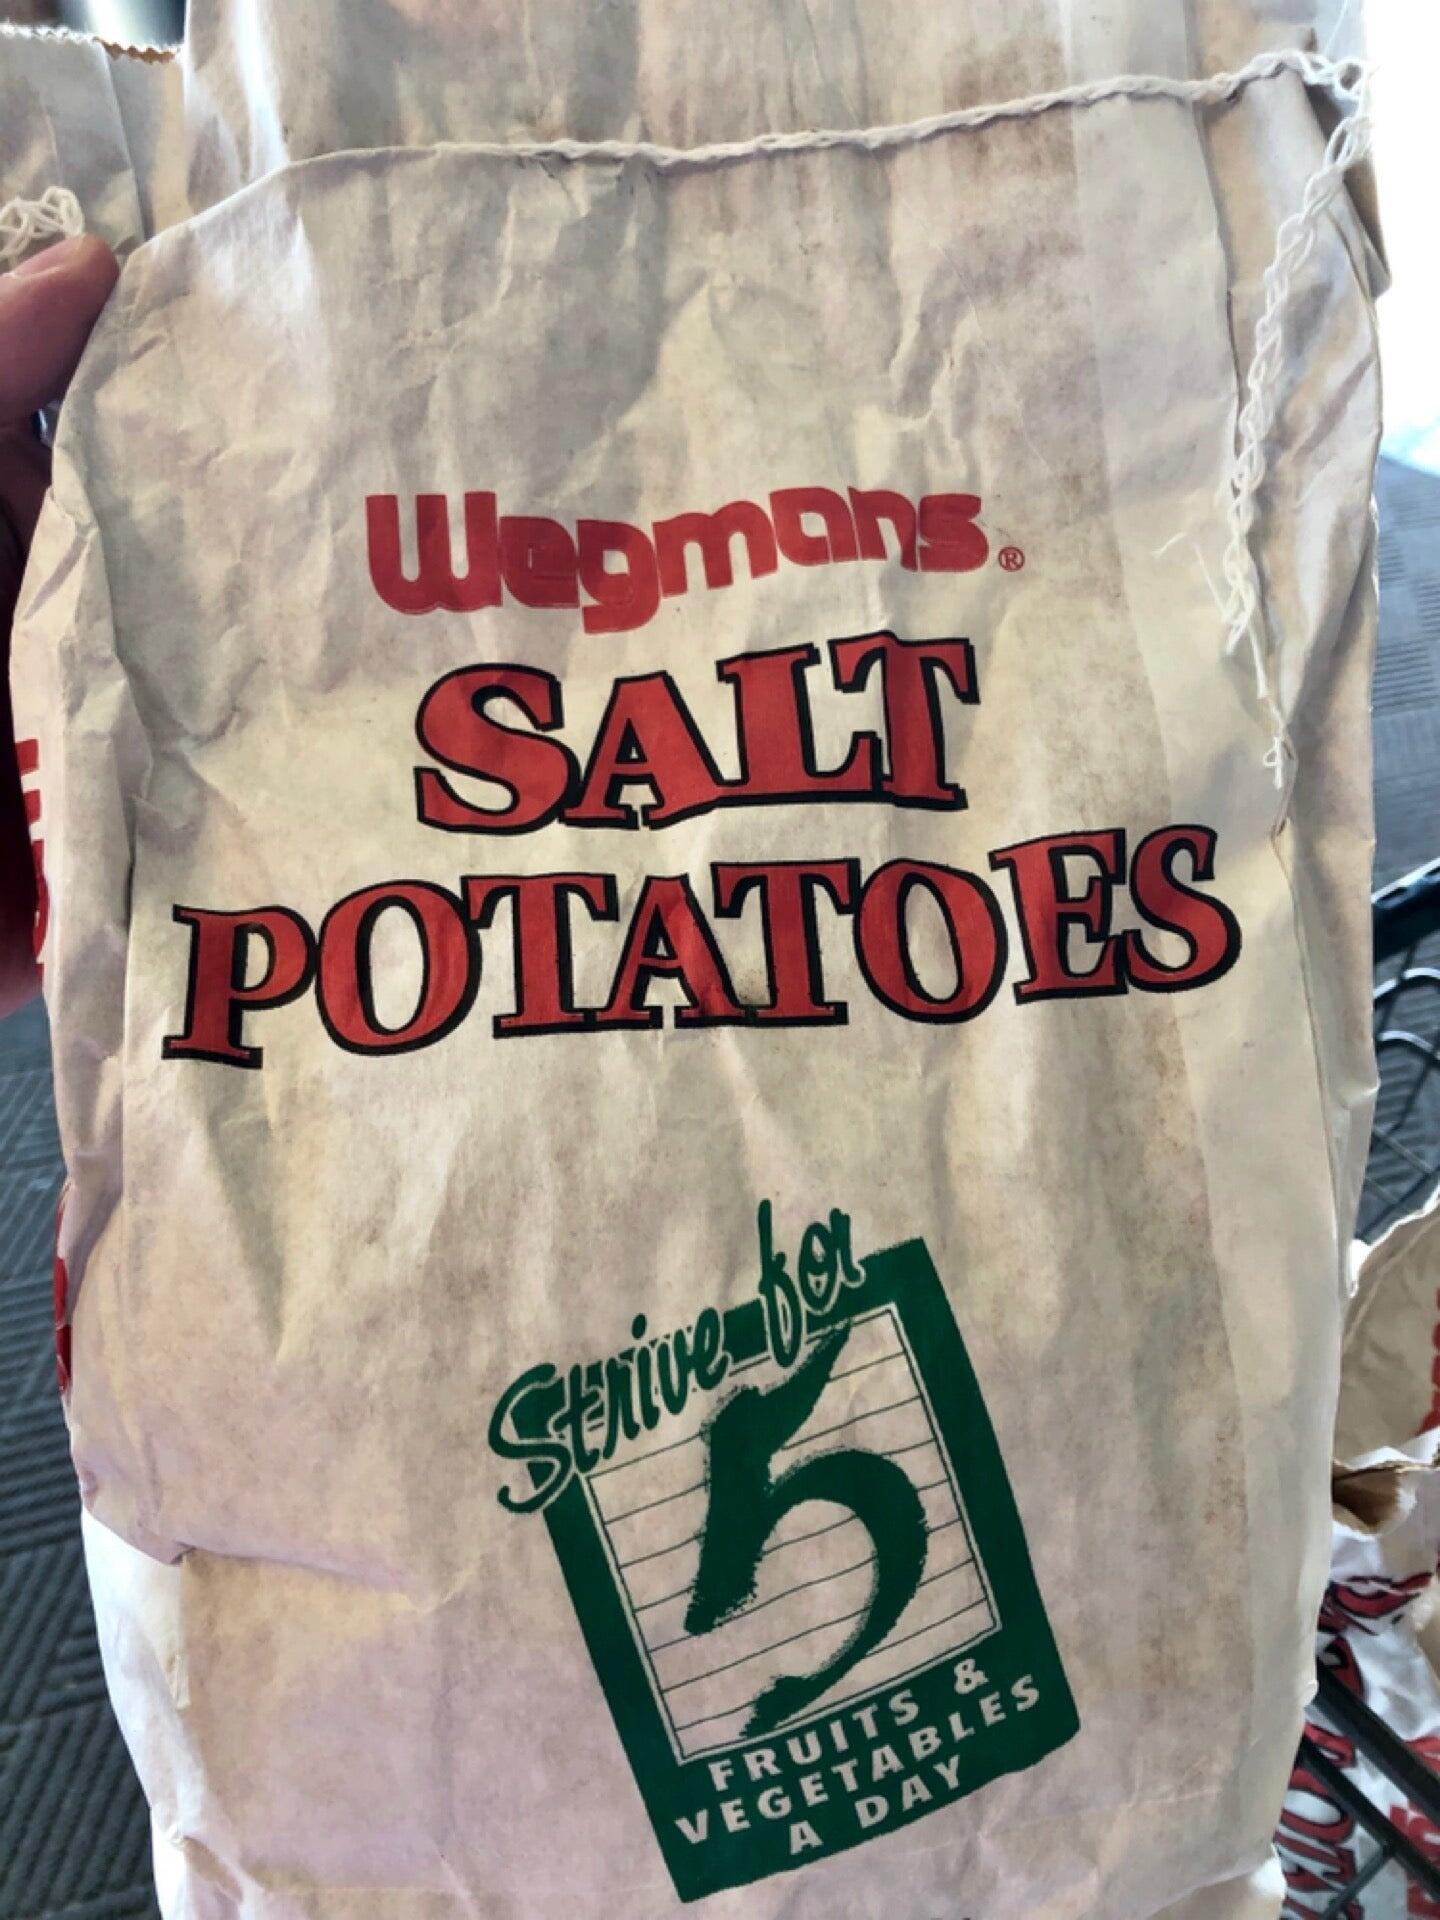 Wegmans®
SALT
POTATOES
Strive for
5
FRUITS &
VEGETABLES
A DAY